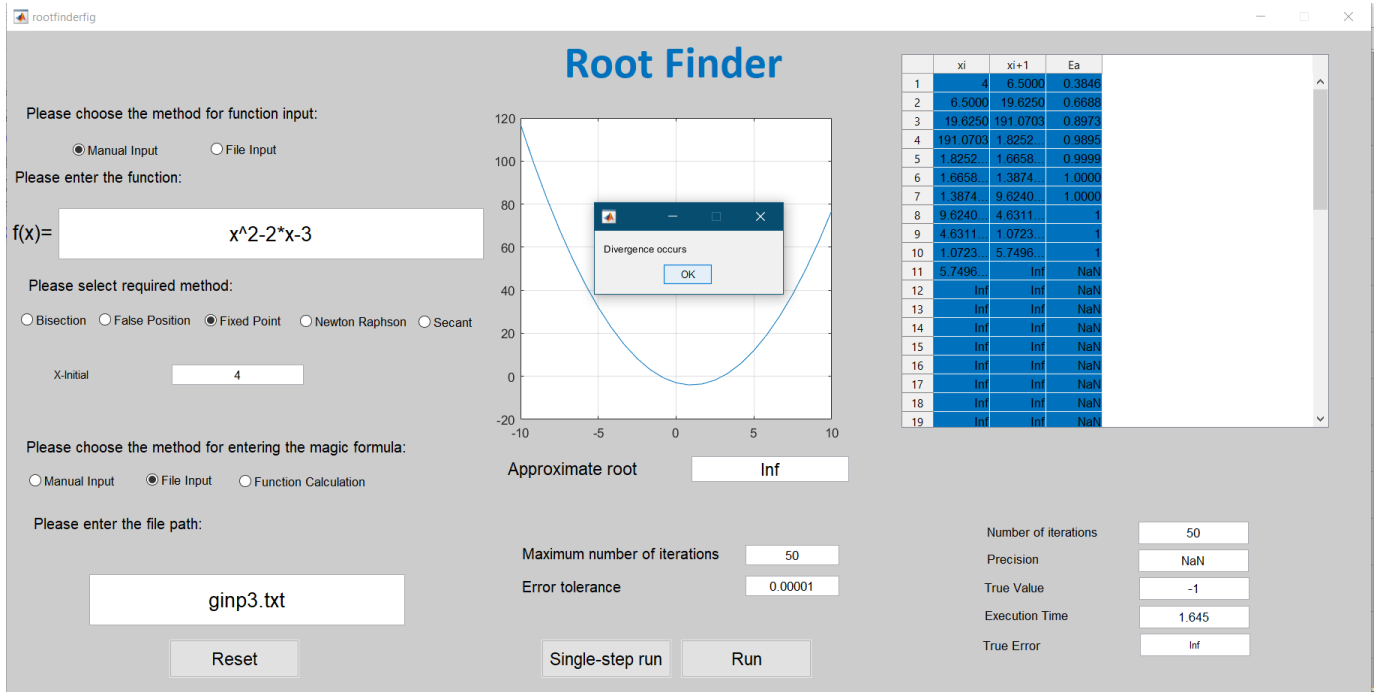 rootfinderfig
Root Finder
Please choose the method for function input:
Manual Input File Input
Please enter the function:
f(x)= x^2-2*x-3
Please select required method:
Bisection False Position Fixed Point Newton Raphson Secant
X-Initial 4
Please choose the method for entering the magic formula:
Manual Input File Input Function Calculation
Please enter the file path:
ginp3.txt
Reset
120
100
80
60
40
20
0
-20
-10 -5 0 5 10
Divergence occurs
OK
Approximate root Inf
Maximum number of iterations 50
Error tolerance 0.00001
Single-step run Run
xi xi+1 Ea
1 4 6.5000 0.3846
2 6.5000 19.6250 0.6688
3 19.6250 191.0703 0.8973
4 191.0703 1.8252... 0.9895
5 1.8252... 1.6658... 0.9999
6 1.6658... 1.3874... 1.0000
7 1.3874... 9.6240... 1.0000
8 9.6240... 4.6311... 1
9 4.6311... 1.0723... 1
10 1.0723... 5.7496... 1
11 5.7496... Inf NaN
12 Inf Inf NaN
13 Inf Inf NaN
14 Inf Inf NaN
15 Inf Inf NaN
16 Inf Inf NaN
17 Inf Inf NaN
18 Inf Inf NaN
19 Inf Inf NaN
Number of iterations 50
Precision NaN
True Value -1
Execution Time 1.645
True Error Inf